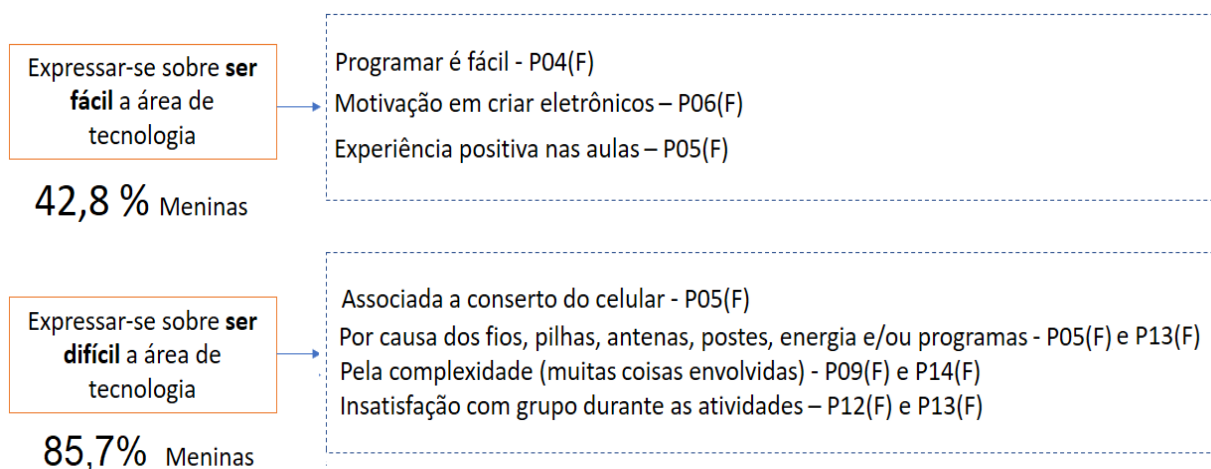 Expressar-se sobre ser
fácil a área de
tecnologia
42,8 % Meninas
Programar é fácil - P04(F)
Motivação em criar eletrônicos – P06(F)
Experiência positiva nas aulas – P05(F)
Expressar-se sobre ser
difícil a área de
tecnologia
85,7% Meninas
Associada a conserto do celular - P05(F)
Por causa dos fios, pilhas, antenas, postes, energia e/ou programas - P05(F) e P13(F)
Pela complexidade (muitas coisas envolvidas) - P09(F) e P14(F)
Insatisfação com grupo durante as atividades – P12(F) e P13(F)